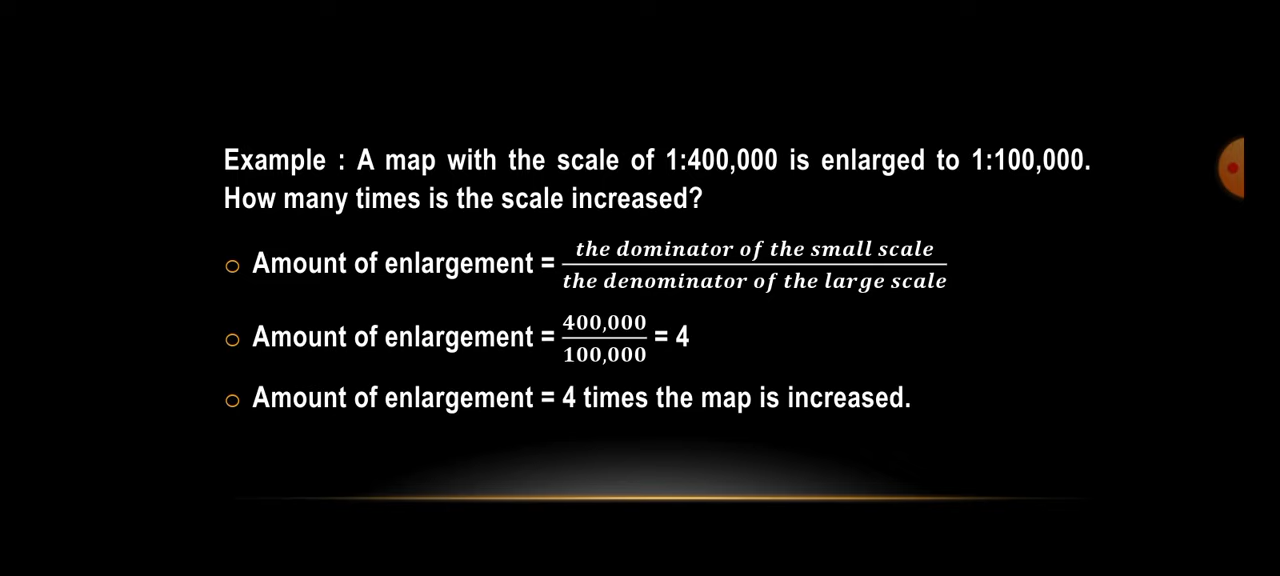 Example : A map with the scale of 1:400,000 is enlarged to 1:100,000.
How many times is the scale increased?
Amount of enlargement = the dominator of the small scale / the denominator of the large scale
Amount of enlargement = 400,000 / 100,000 = 4
Amount of enlargement = 4 times the map is increased.